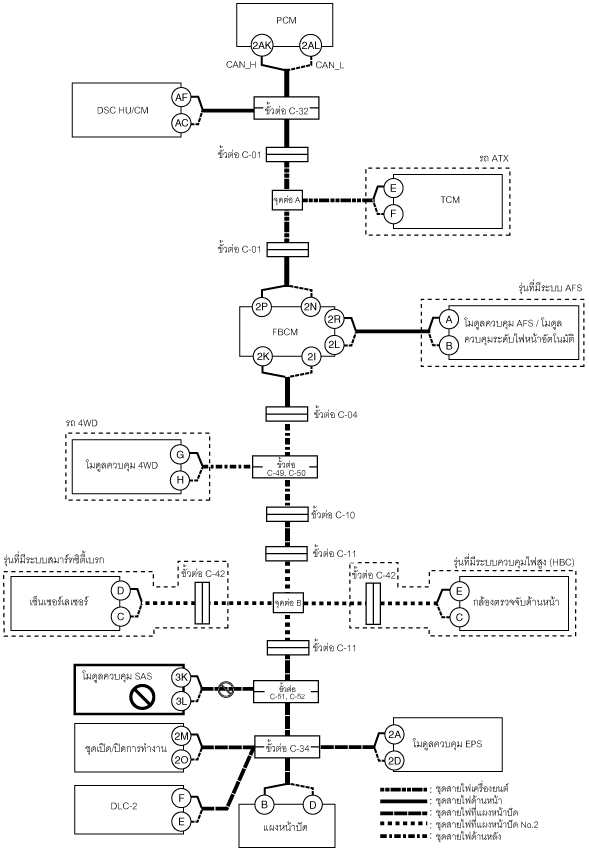 PCM
2AK
2AL
CAN_H
CAN_L
DSC HU/CM
AF
AC
ขั้วต่อ C-32
ขั้วต่อ C-01
รถ ATX
จุดต่อ A
E
F
TCM
ขั้วต่อ C-01
รุ่นที่มีระบบ AFS
2P
2N
FBCM
2R
2L
2K
2I
A
B
โมดูลควบคุม AFS / โมดูล
ควบคุมระดับไฟหน้าอัตโนมัติ
ขั้วต่อ C-04
รถ 4WD
โมดูลควบคุม 4WD
G
H
ขั้วต่อ
C-49, C-50
ขั้วต่อ C-10
ขั้วต่อ C-11
รุ่นที่มีระบบสมาร์ทซิตี้เบรก
ขั้วต่อ C-42
เซ็นเซอร์เลเซอร์
D
C
จุดต่อ B
รุ่นที่มีระบบควบคุมไฟสูง (HBC)
ขั้วต่อ C-42
E
C
กล้องตรวจจับด้านหน้า
ขั้วต่อ C-11
โมดูลควบคุม SAS
3K
3L
ขั้วต่อ
C-51, C-52
ชุดเปิด/ปิดการทำงาน
2M
2O
ขั้วต่อ C-34
2A
2D
โมดูลควบคุม EPS
DLC-2
F
E
B
D
แผงหน้าปัด
: ชุดสายไฟเครื่องยนต์
: ชุดสายไฟด้านหน้า
: ชุดสายไฟที่แผงหน้าปัด
: ชุดสายไฟที่แผงหน้าปัด No.2
: ชุดสายไฟด้านหลัง